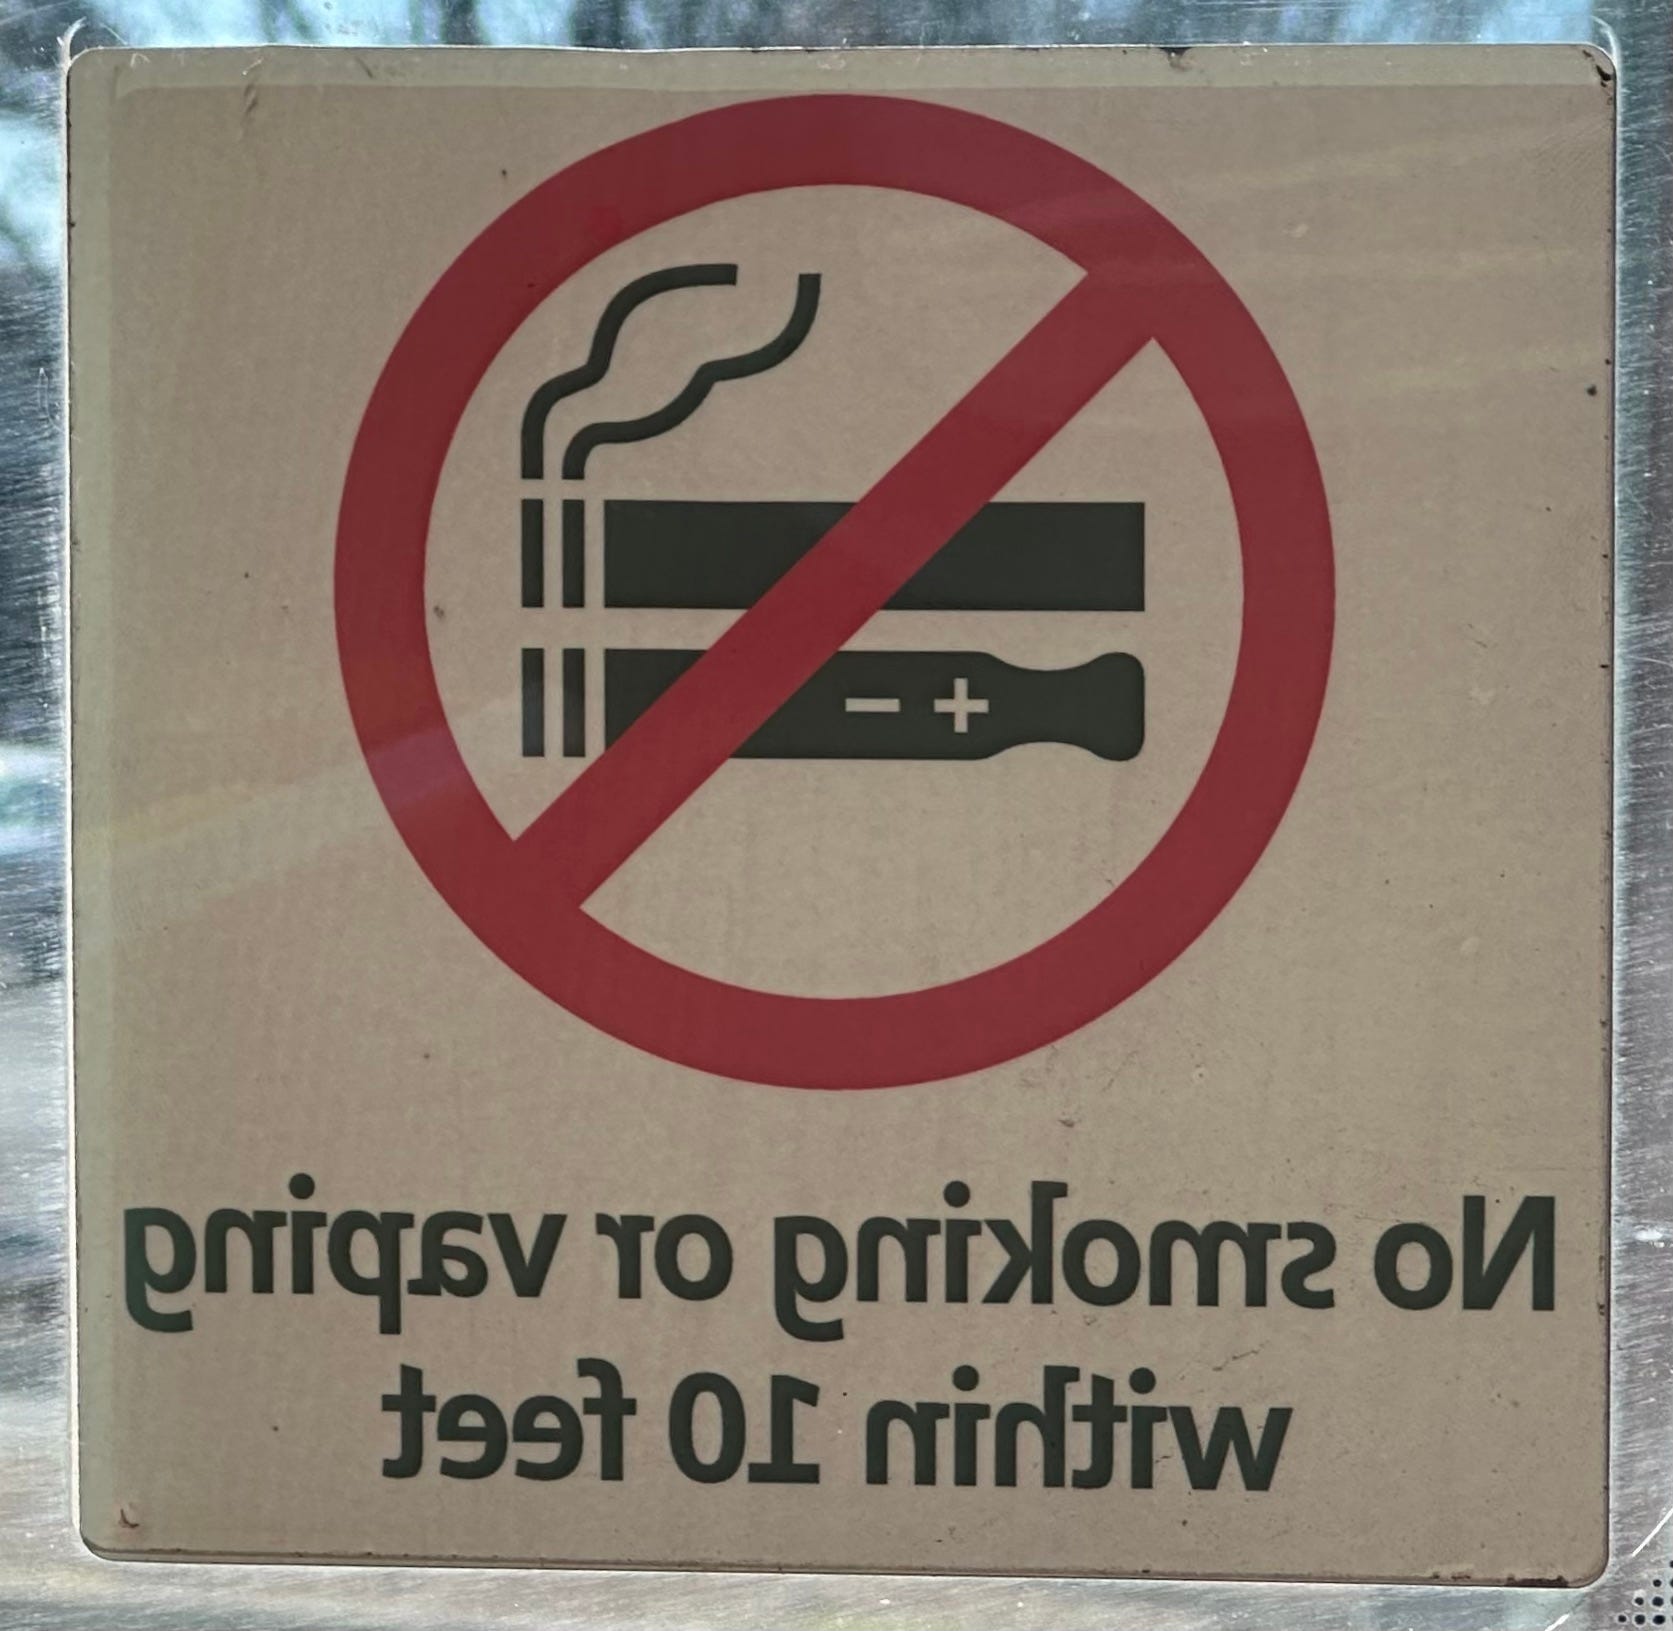 No smoking or vaping
within 10 feet